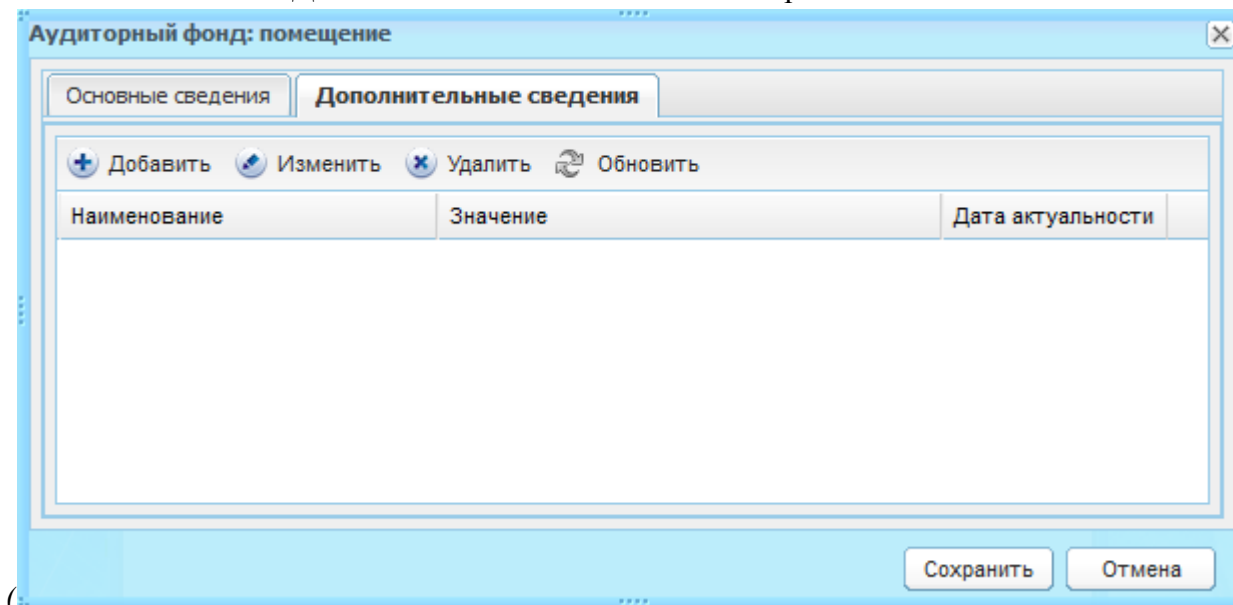 Аудиторный фонд: помещение
Основные сведения Дополнительные сведения
Добавить Изменить Удалить Обновить
Наименование Значение Дата актуальности
Сохранить Отмена
(